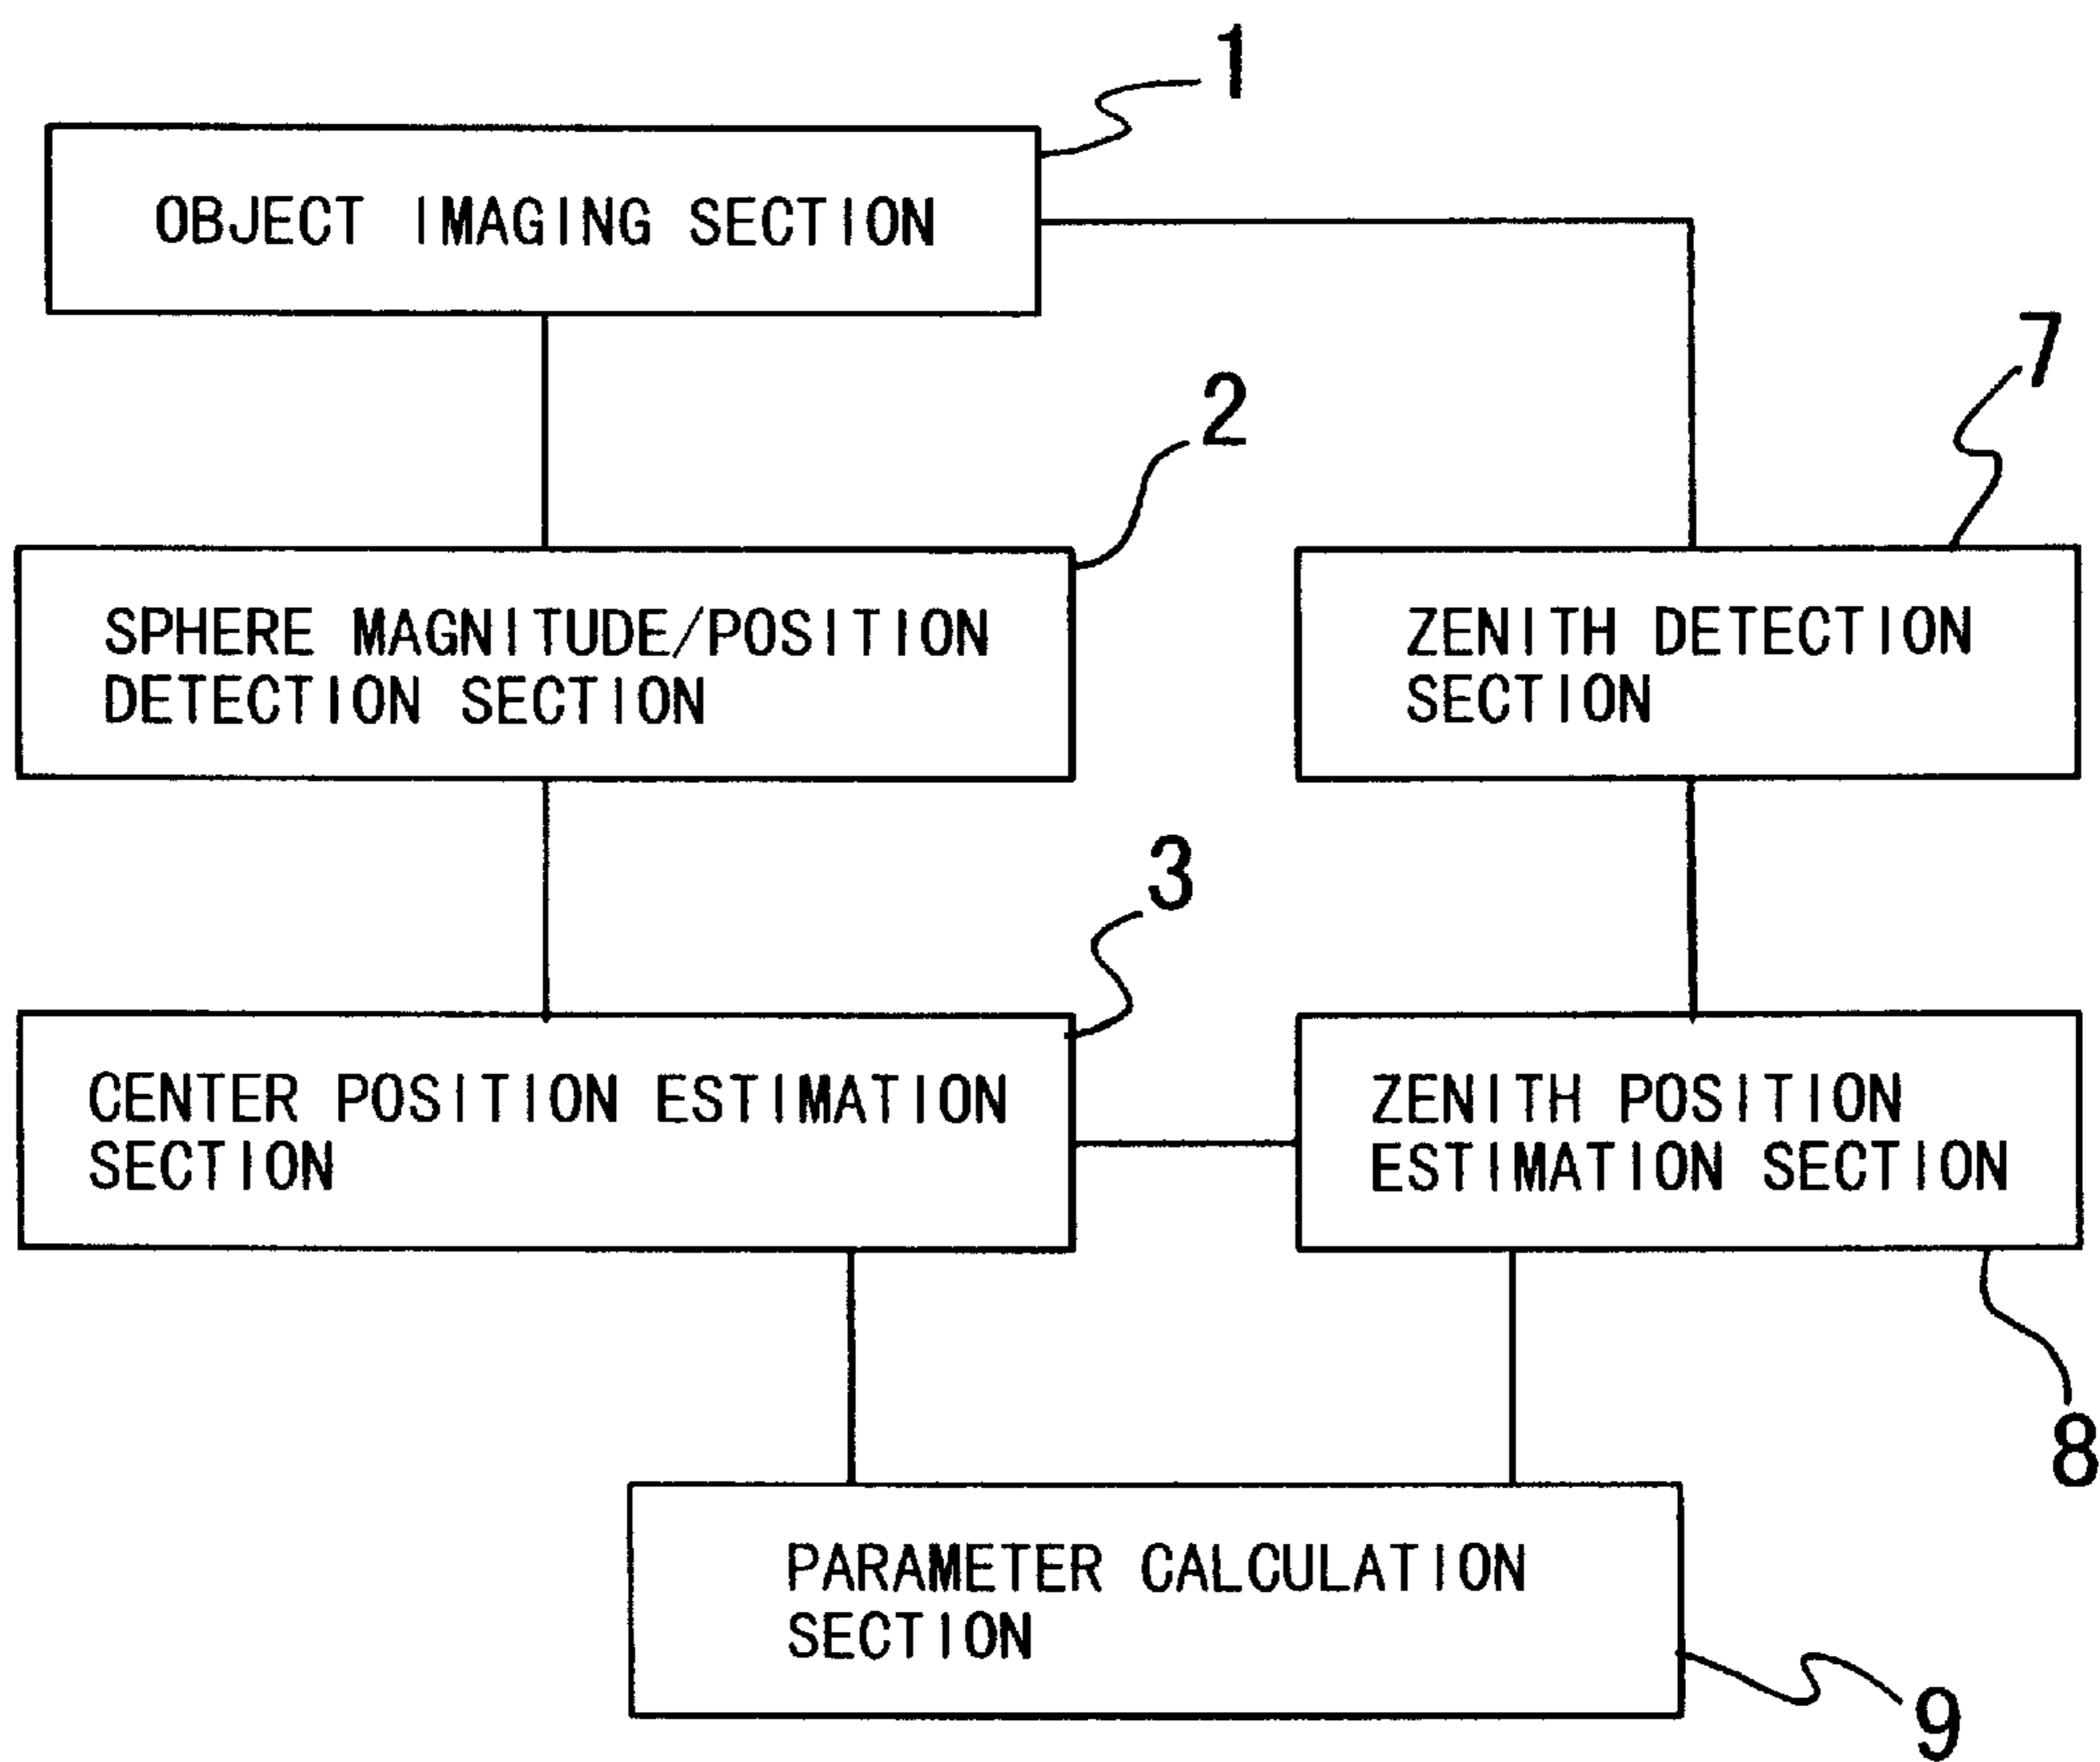 1
OBJECT IMAGING SECTION
7
2
SPHERE MAGNITUDE/POSITION
DETECTION SECTION
ZENITH DETECTION
SECTION
3
CENTER POSITION ESTIMATION
SECTION
ZENITH POSITION
ESTIMATION SECTION
8
PARAMETER CALCULATION
SECTION
9